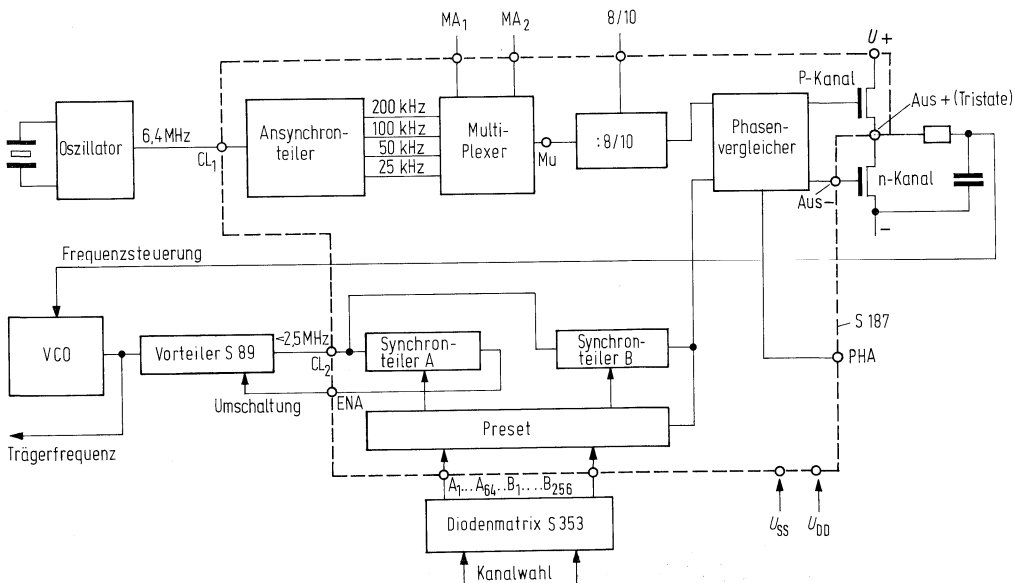 MA1
MA2
8/10
U+
P-Kanal
Oszillator
6,4 MHz
CL1
Ansynchron-
teiler
200 kHz
100 kHz
50 kHz
25 kHz
Multi-
Plexer
Mu
:8/10
Phasen-
vergleicher
Aus + (Tristate)
n-Kanal
Aus-
–
Frequenzsteuerung
VCO
Vorteiler S 89
<2,5MHz
CL2
Synchron-
teiler A
Synchron-
teiler B
S 187
PHA
Umschaltung
ENA
Preset
Trägerfrequenz
A1...A64..B1....B256
Diodenmatrix S 353
USS
UDD
Kanalwahl